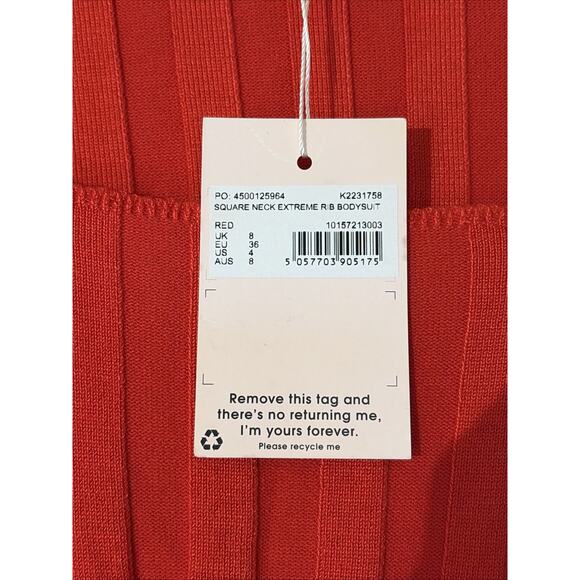 PO: 4500125964 K2231758
SQUARE NECK EXTREME RIB BODYSUIT
RED 10157213003
UK 8
EU 36
US 4
AUS 8
5 057703 905175
Remove this tag and
there's no returning me,
I'm yours forever.
Please recycle me